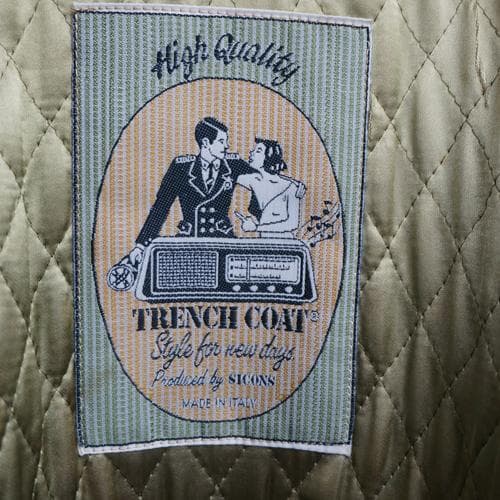 High Quality
TRENCH COAT®
Style for new days
Produced by SICONS
MADE IN ITALY